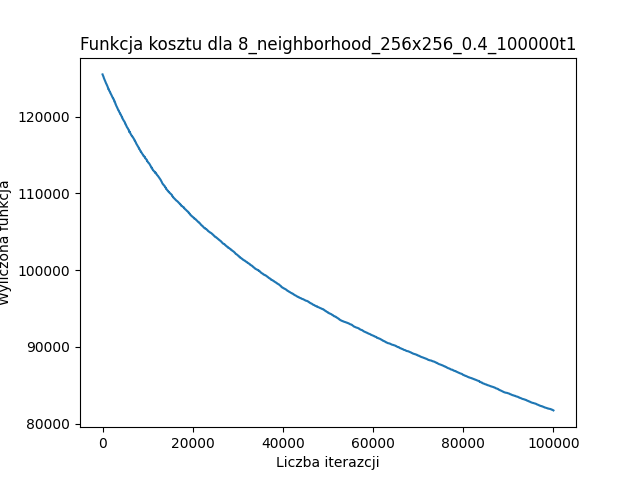 Funkcja kosztu dla 8_neighborhood_256x256_0.4_100000t1
120000
110000
100000
90000
80000
Wyliczona funkcja
0 20000 40000 60000 80000 100000
Liczba iterazcji